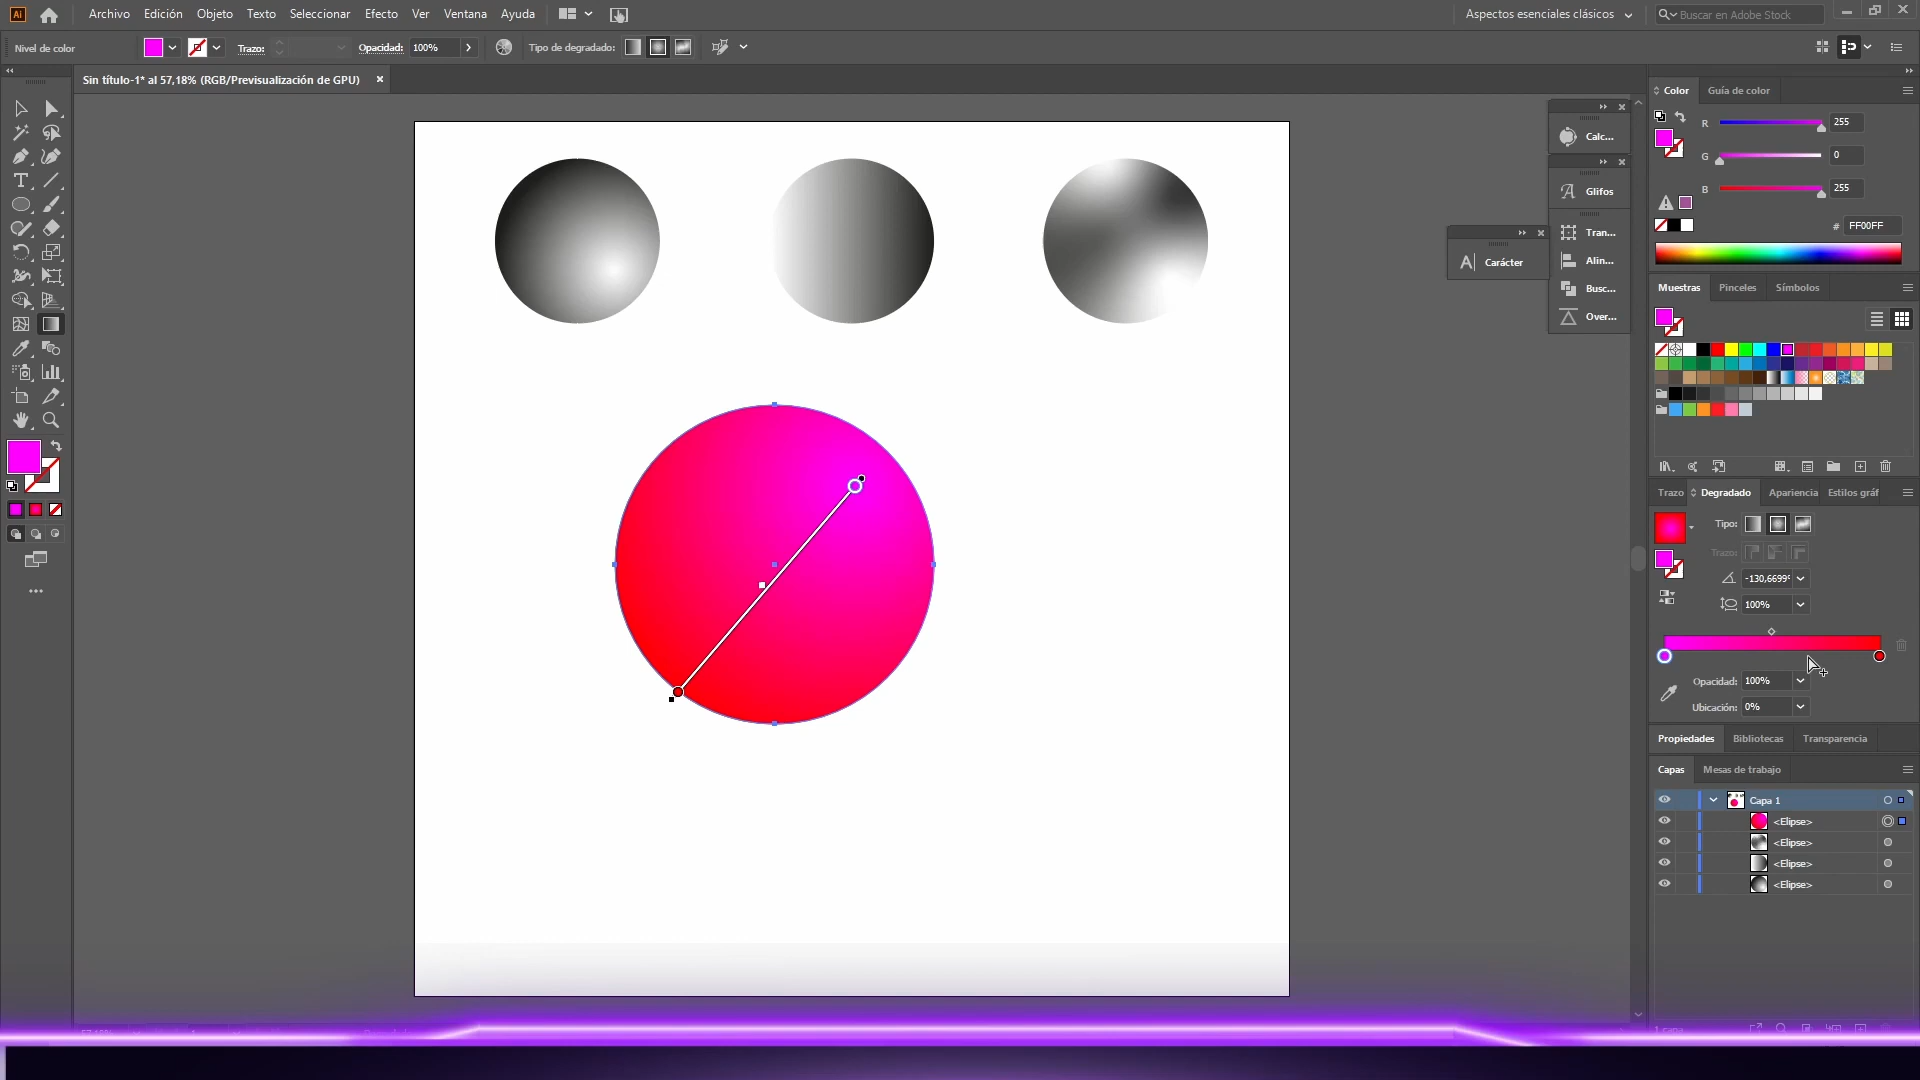 Ai Archivo Edición Objeto Texto Seleccionar Efecto Ver Ventana Ayuda Aspectos esenciales clásicos Buscar en Adobe Stock
Nivel de color Trazo: Opacidad: 100% Tipo de degradado:
Sin título-1* al 57,18% (RGB/Previsualización de GPU)
Color Guía de color
R 255
G 0
B 255
# FF00FF
Calc...
Glifos
Tran...
Carácter
Alin...
Busc...
Over...
Muestras Pinceles Símbolos
Trazo Degradado Apariencia Estilos gráf
Tipo:
Trazo:
-130,6699°
100%
Opacidad: 100%
Ubicación: 0%
Propiedades Bibliotecas Transparencia
Capas Mesas de trabajo
Capa 1
<Elipse>
<Elipse>
<Elipse>
<Elipse>